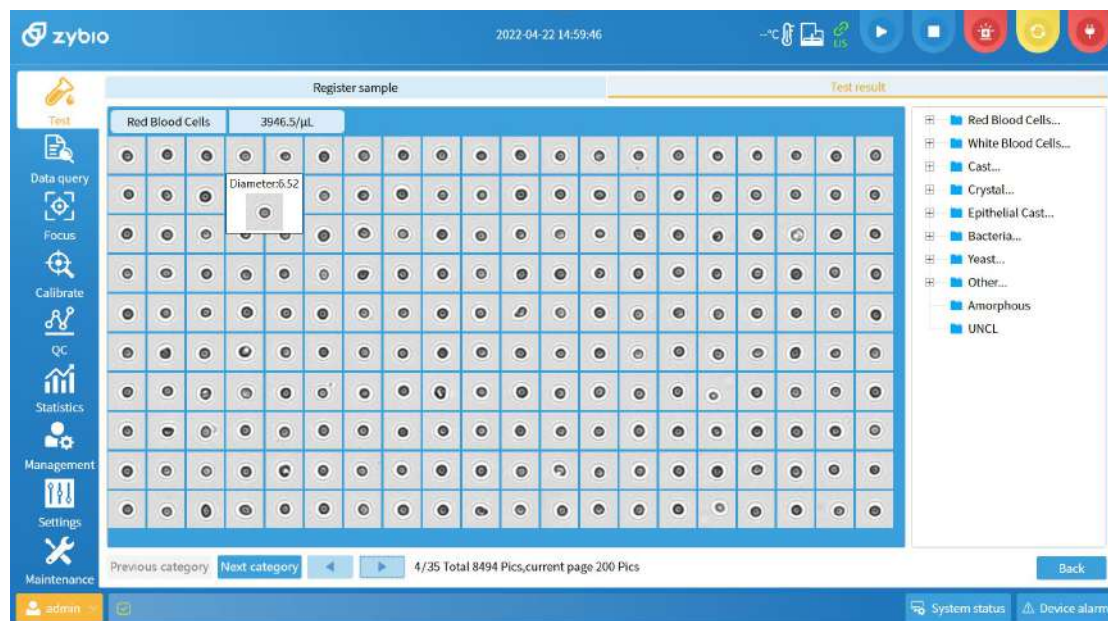 zybio
2022-04-22 14:59:46
--℃
LIS
Test
Data query
Focus
Calibrate
QC
Statistics
Management
Settings
Maintenance
Register sample
Test result
Red Blood Cells
3946.5/μL
Diameter:6.52
Red Blood Cells...
White Blood Cells...
Cast...
Crystal...
Epithelial Cast...
Bacteria...
Yeast...
Other...
Amorphous
UNCL
Previous category
Next category
4/35 Total 8494 Pics,current page 200 Pics
Back
admin
System status
Device alarm